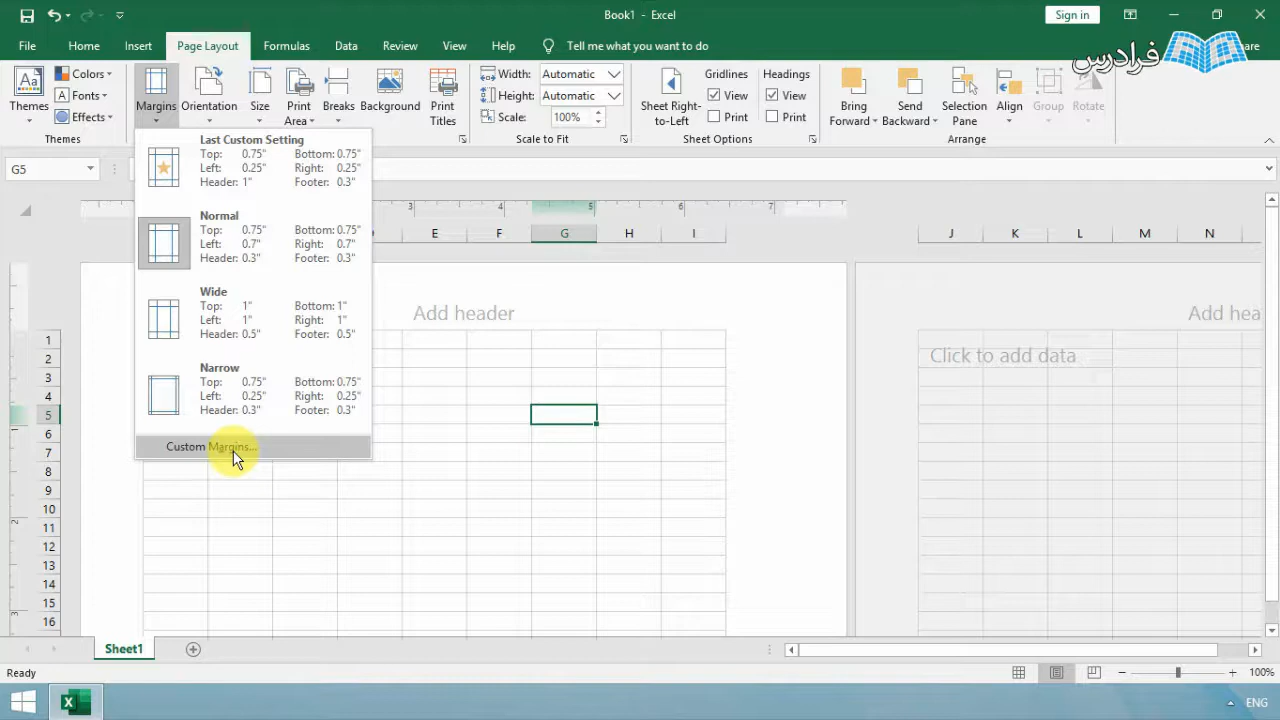 Book1 - Excel
Sign in
File Home Insert Page Layout Formulas Data Review View Help Tell me what you want to do
فرادرس
Themes
Colors
Fonts
Effects
Themes
Margins
Orientation
Size
Print Area
Breaks
Background
Print Titles
Width: Automatic
Height: Automatic
Scale: 100%
Scale to Fit
Sheet Right-to-Left
Gridlines
View
Print
Headings
View
Print
Sheet Options
Bring Forward
Send Backward
Selection Pane
Align
Group
Rotate
Arrange
G5
Last Custom Setting
Top: 0.75" Bottom: 0.75"
Left: 0.25" Right: 0.25"
Header: 1" Footer: 0.3"
Normal
Top: 0.75" Bottom: 0.75"
Left: 0.7" Right: 0.7"
Header: 0.3" Footer: 0.3"
Wide
Top: 1" Bottom: 1"
Left: 1" Right: 1"
Header: 0.5" Footer: 0.5"
Narrow
Top: 0.75" Bottom: 0.75"
Left: 0.25" Right: 0.25"
Header: 0.3" Footer: 0.3"
Custom Margins...
3 4 5 6 7
E F G H I J K L M N
Add header
Add hea
Click to add data
1
2
3
4
5
6
7
8
9
10
11
12
13
14
15
16
Sheet1
Ready
100%
ENG